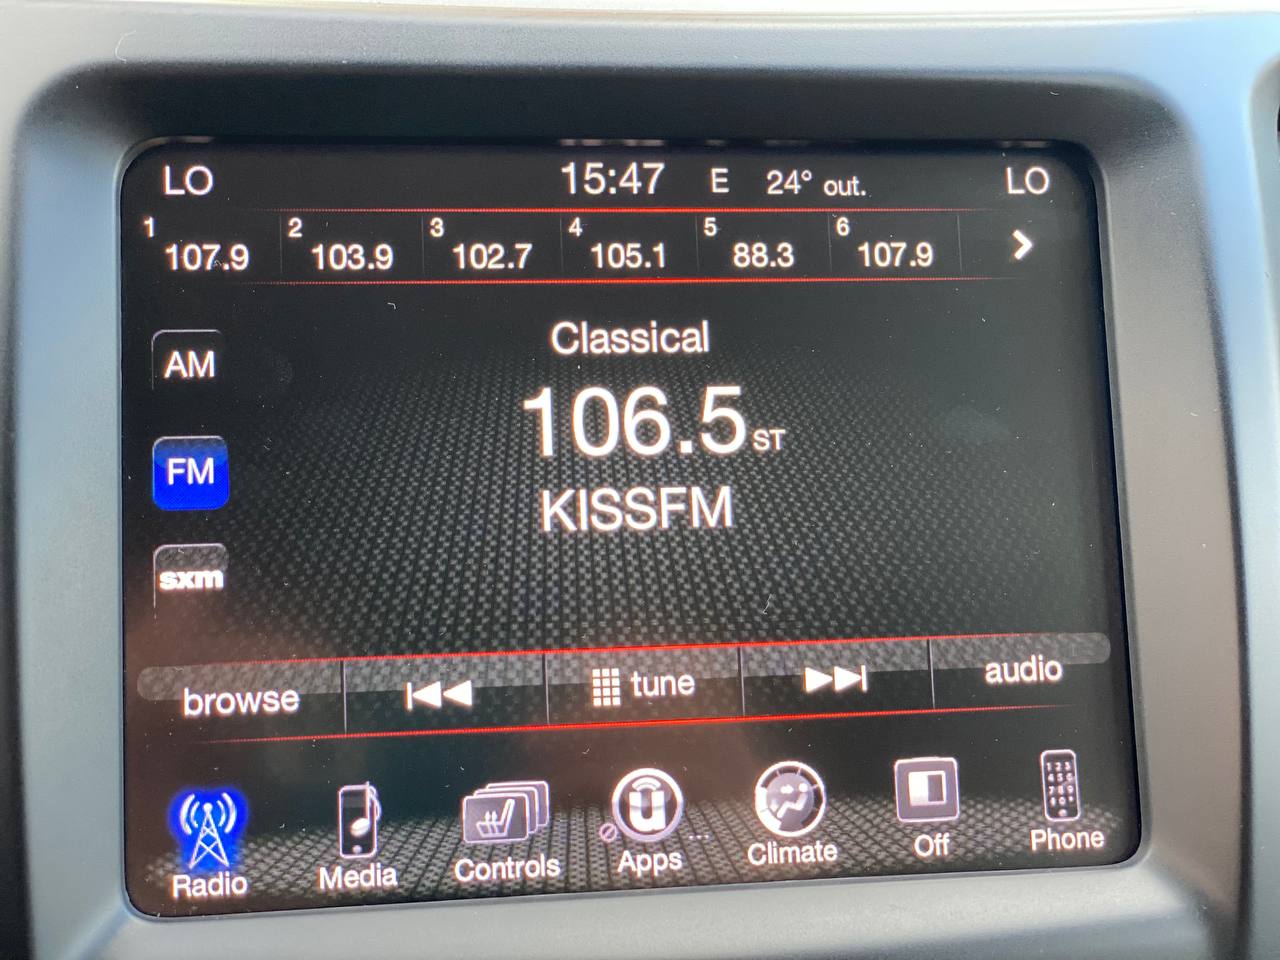 LO 15:47 E 24° out. LO
1 107.9 2 103.9 3 102.7 4 105.1 5 88.3 6 107.9
Classical
AM
106.5 ST
FM
KISSFM
sxm
browse tune audio
Radio Media Controls Apps Climate Off Phone